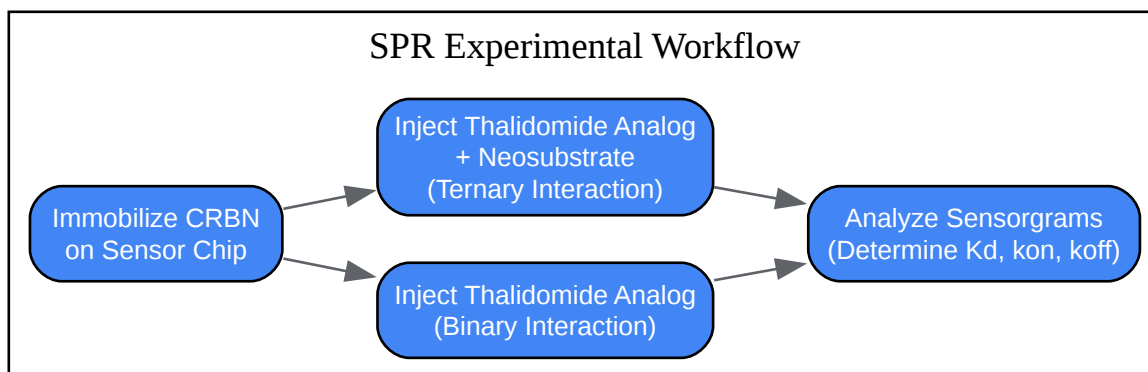 SPR Experimental Workflow
Immobilize CRBN
on Sensor Chip
Inject Thalidomide Analog
+ Neosubstrate
(Ternary Interaction)
Inject Thalidomide Analog
(Binary Interaction)
Analyze Sensorgrams
(Determine Kd, kon, koff)